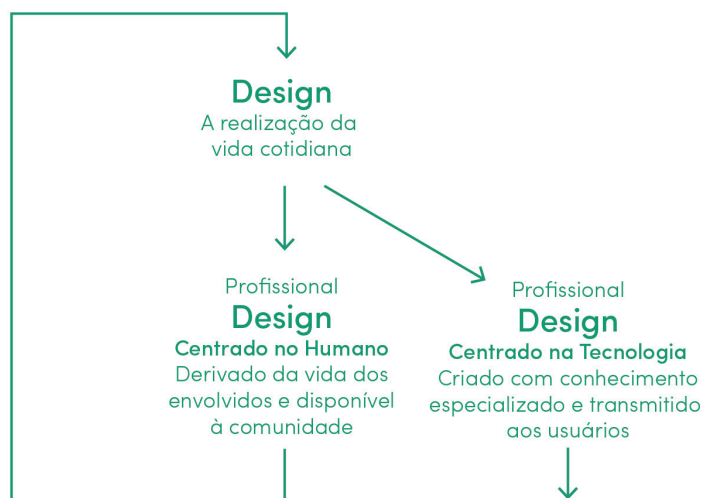 Design
A realização da
vida cotidiana
Profissional
Design
Centrado no Humano
Derivado da vida dos
envolvidos e disponível
à comunidade
Profissional
Design
Centrado na Tecnologia
Criado com conhecimento
especializado e transmitido
aos usuários